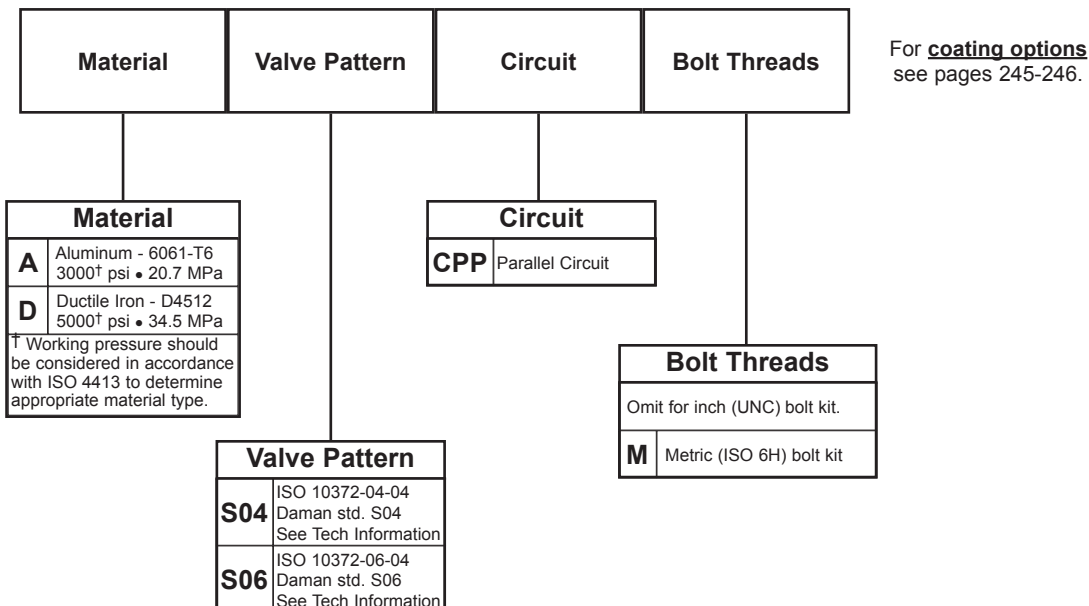 Material
Valve Pattern
Circuit
Bolt Threads
For coating options
see pages 245-246.
Material
A
Aluminum - 6061-T6
3000† psi • 20.7 MPa
D
Ductile Iron - D4512
5000† psi • 34.5 MPa
† Working pressure should
be considered in accordance
with ISO 4413 to determine
appropriate material type.
Circuit
CPP
Parallel Circuit
Bolt Threads
Omit for inch (UNC) bolt kit.
M
Metric (ISO 6H) bolt kit
Valve Pattern
S04
ISO 10372-04-04
Daman std. S04
See Tech Information
S06
ISO 10372-06-04
Daman std. S06
See Tech Information